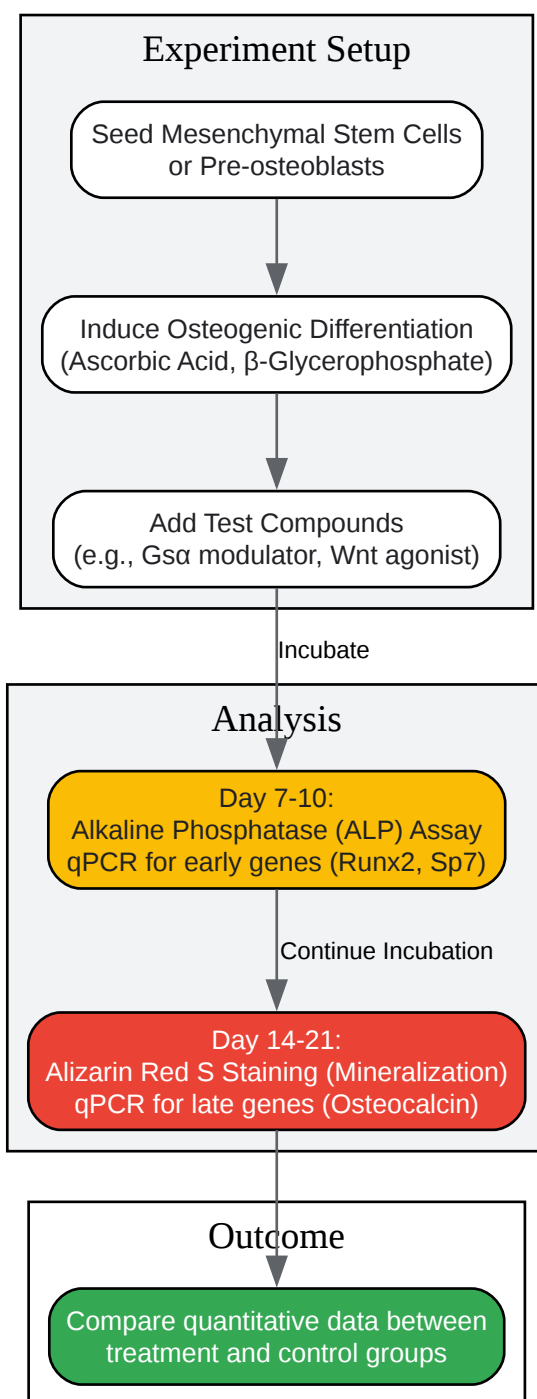 Experiment Setup
Seed Mesenchymal Stem Cells
or Pre-osteoblasts
Induce Osteogenic Differentiation
(Ascorbic Acid, β-Glycerophosphate)
Add Test Compounds
(e.g., Gsα modulator, Wnt agonist)
Incubate
Analysis
Day 7-10:
Alkaline Phosphatase (ALP) Assay
qPCR for early genes (Runx2, Sp7)
Continue Incubation
Day 14-21:
Alizarin Red S Staining (Mineralization)
qPCR for late genes (Osteocalcin)
Outcome
Compare quantitative data between
treatment and control groups